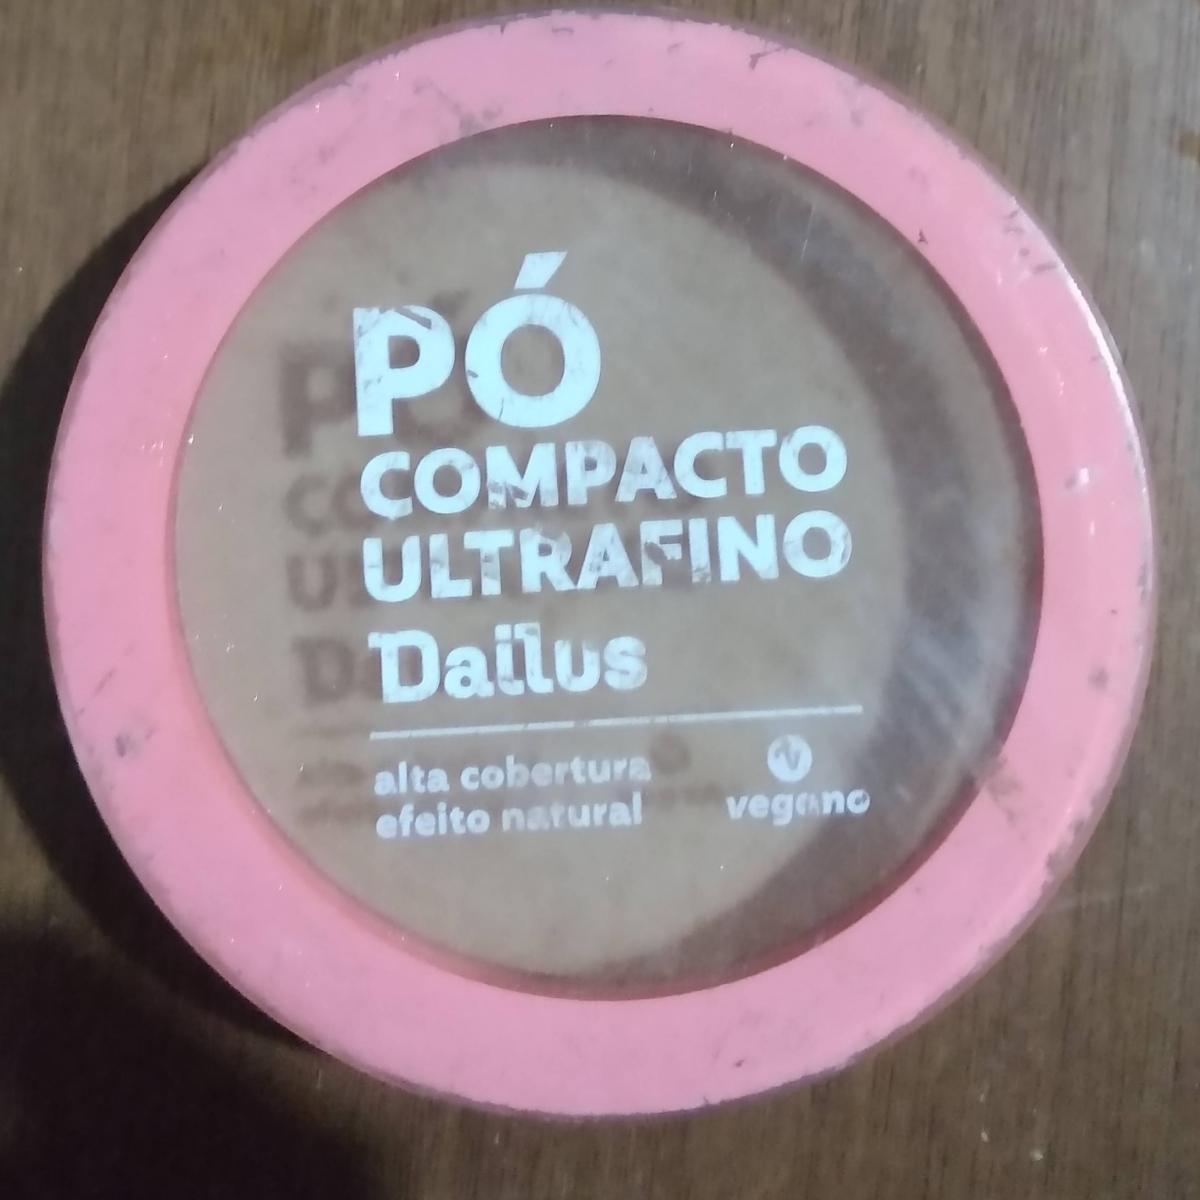 PÓ
COMPACTO
ULTRAFINO
Dailus
alta cobertura
efeito natural
vegano